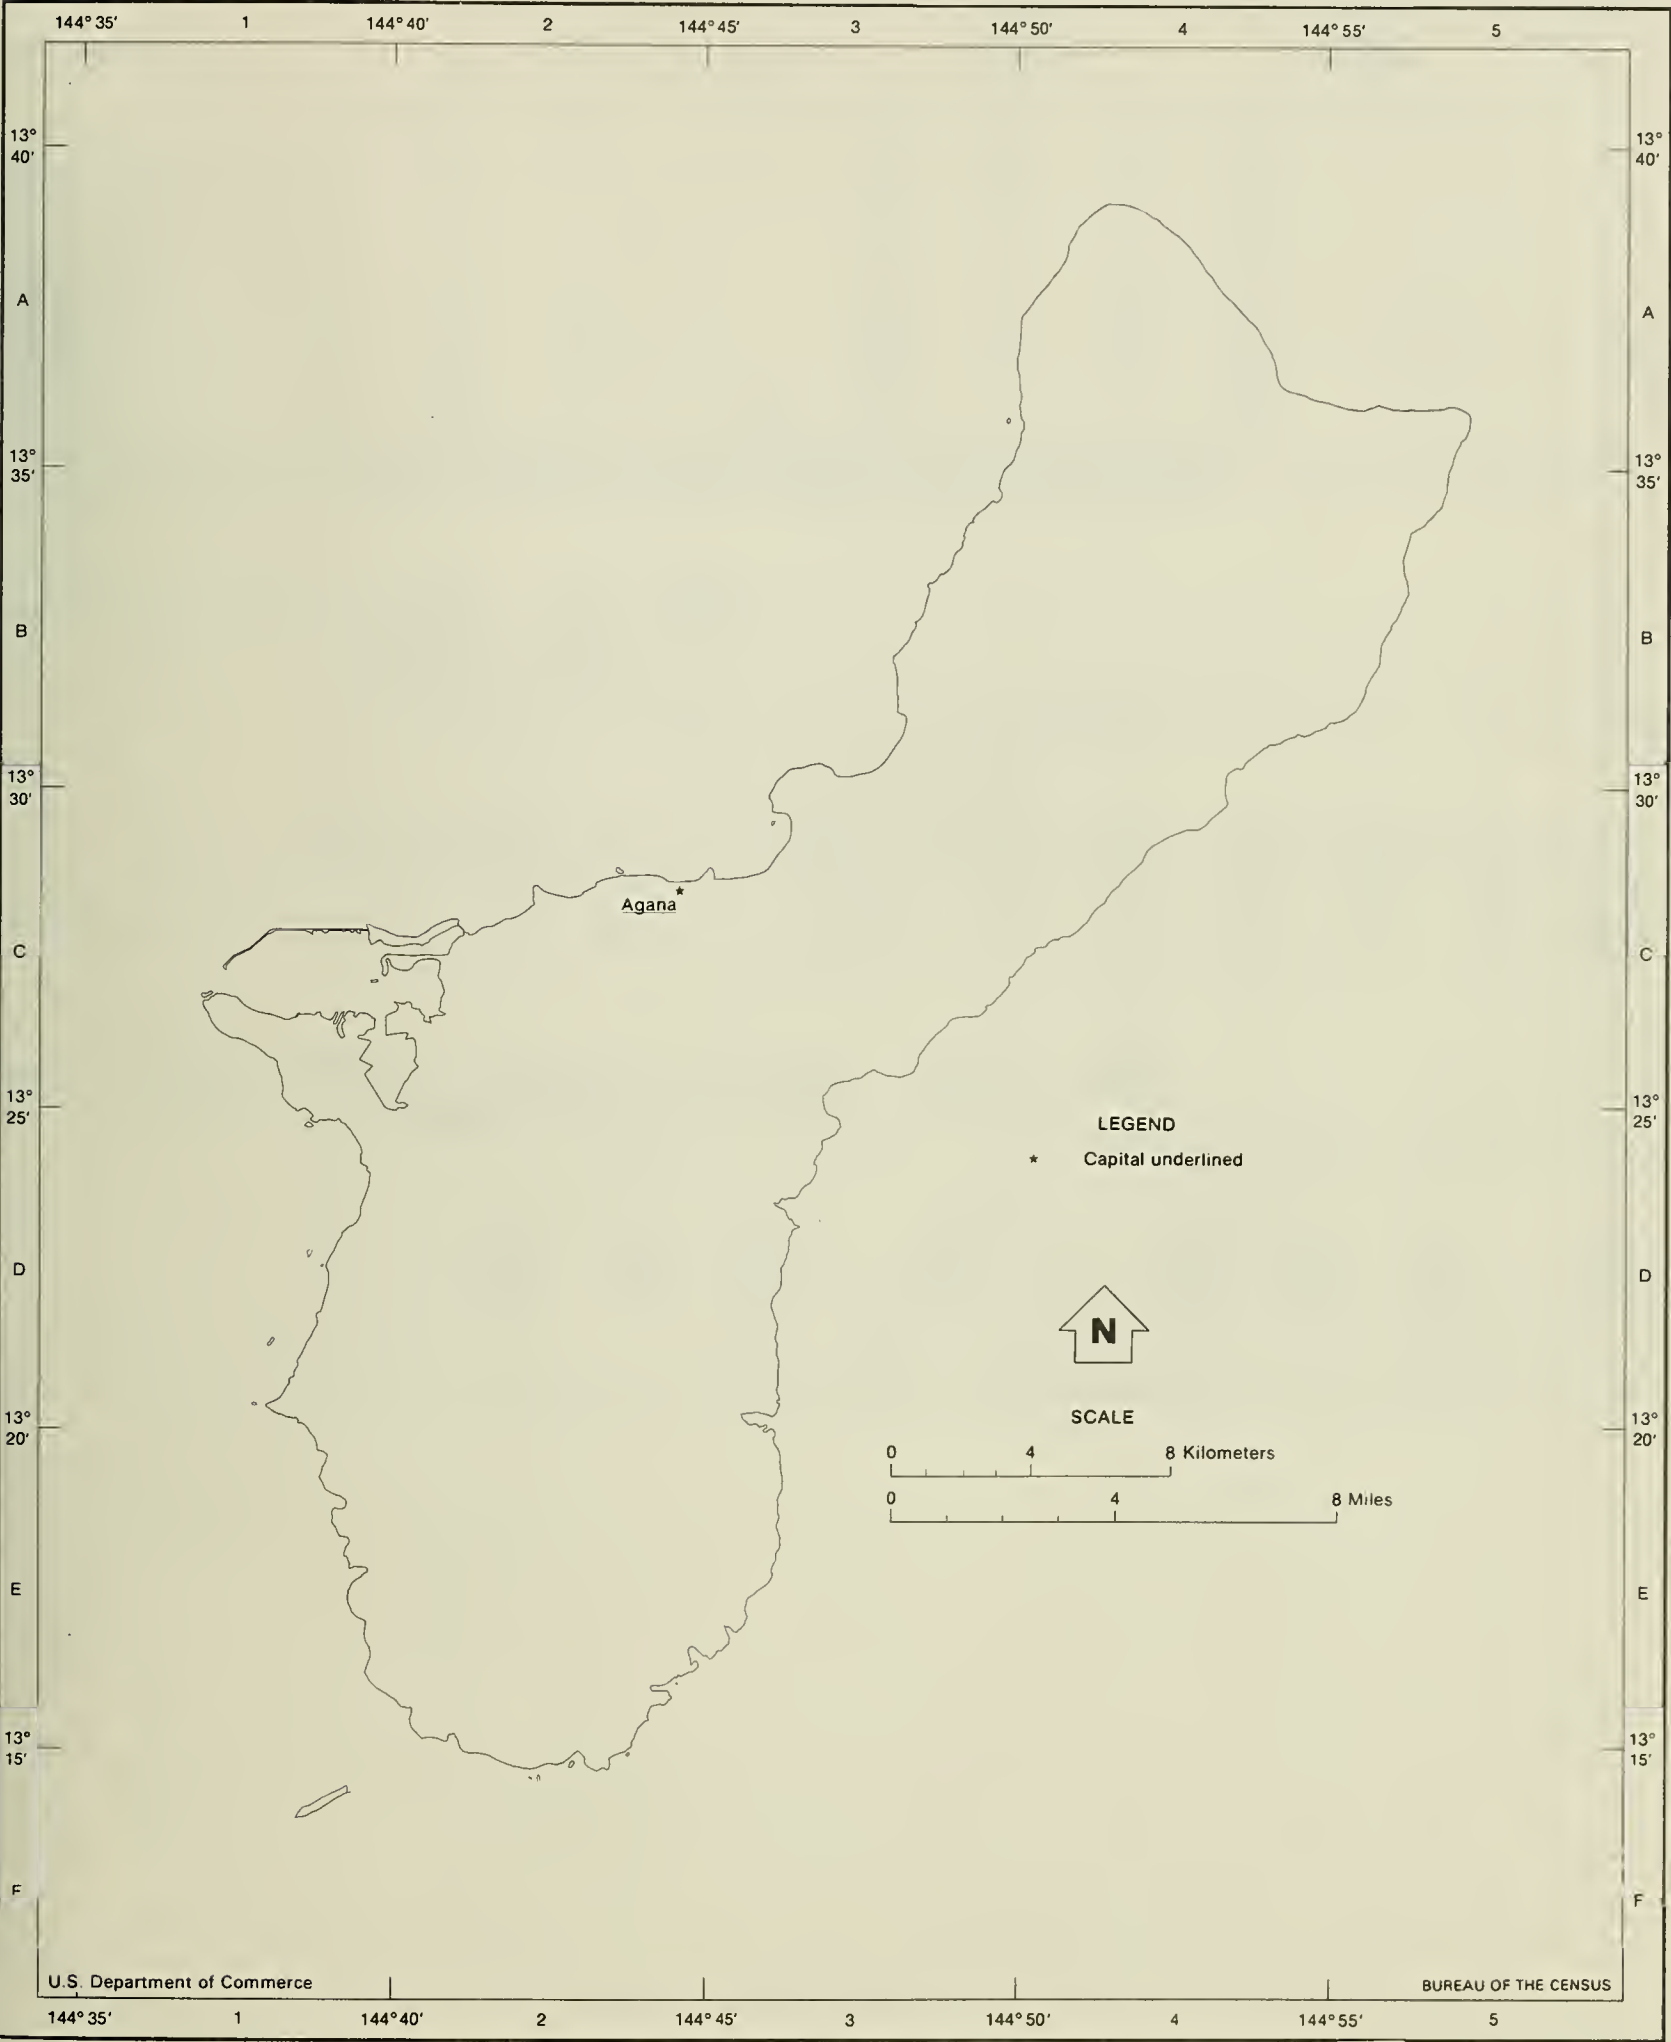 144°35' 1 144°40' 2 144°45' 3 144°50' 4 144°55' 5
13°
40'
13°
40'
A
A
13°
35'
13°
35'
B
B
13°
30'
13°
30'
Agana
C
C
13°
25'
13°
25'
LEGEND
Capital underlined
D
D
N
SCALE
13°
20'
13°
20'
0 4 8 Kilometers
0 4 8 Miles
E
E
13°
15'
13°
15'
F
F
U.S. Department of Commerce
BUREAU OF THE CENSUS
144°35' 1 144°40' 2 144°45' 3 144°50' 4 144°55' 5